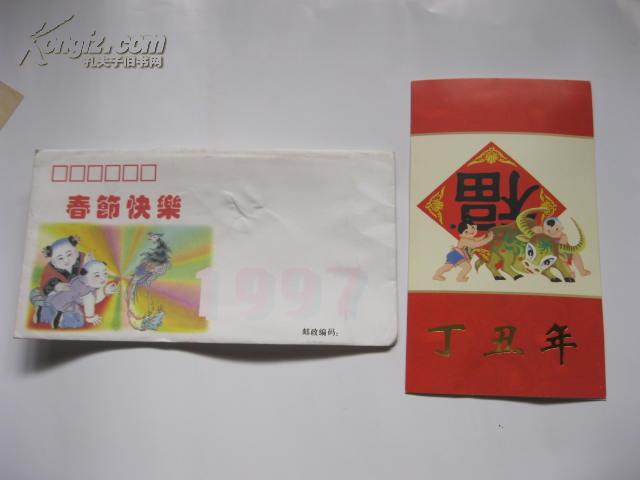 Kongfz.com
孔夫子旧书网
春節快樂
1997
邮政编码:
福
丁丑年